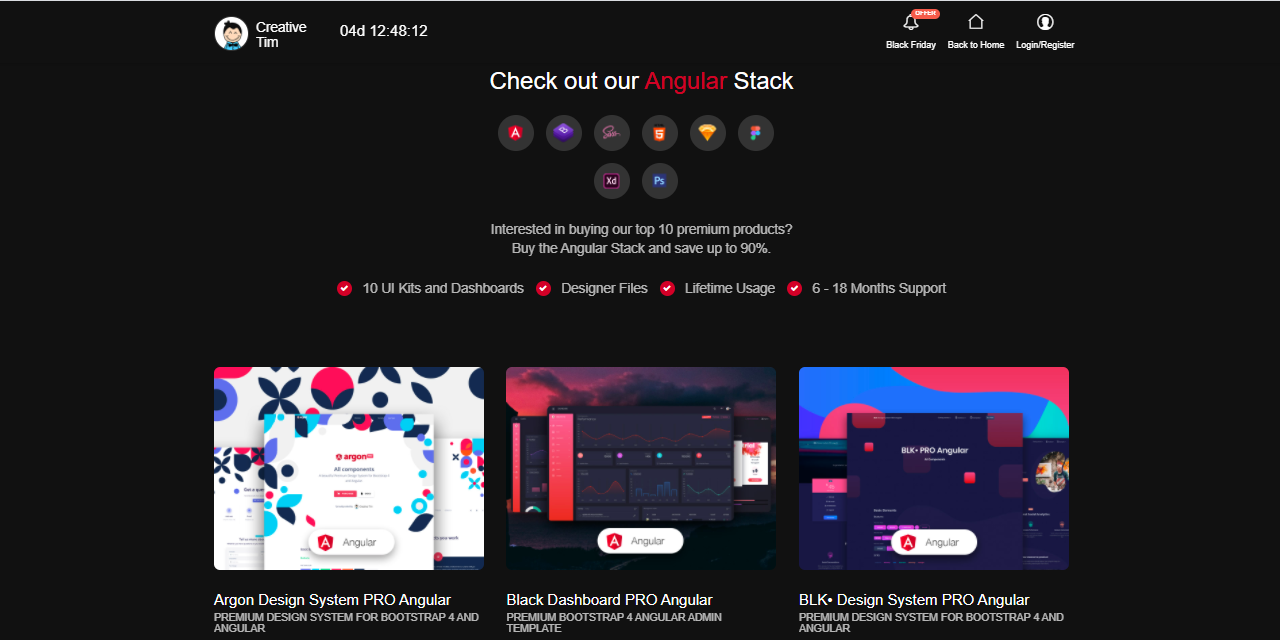 Creative
Tim
04d 12:48:12
OFFER
Black Friday
Back to Home
Login/Register
Check out our Angular Stack
Xd
Ps
Interested in buying our top 10 premium products?
Buy the Angular Stack and save up to 90%.
10 UI Kits and Dashboards
Designer Files
Lifetime Usage
6 - 18 Months Support
argon
All components
Angular
Angular
BLK• PRO Angular
Angular
Argon Design System PRO Angular
PREMIUM DESIGN SYSTEM FOR BOOTSTRAP 4 AND
ANGULAR
Black Dashboard PRO Angular
PREMIUM BOOTSTRAP 4 ANGULAR ADMIN
TEMPLATE
BLK• Design System PRO Angular
PREMIUM DESIGN SYSTEM FOR BOOTSTRAP 4 AND
ANGULAR